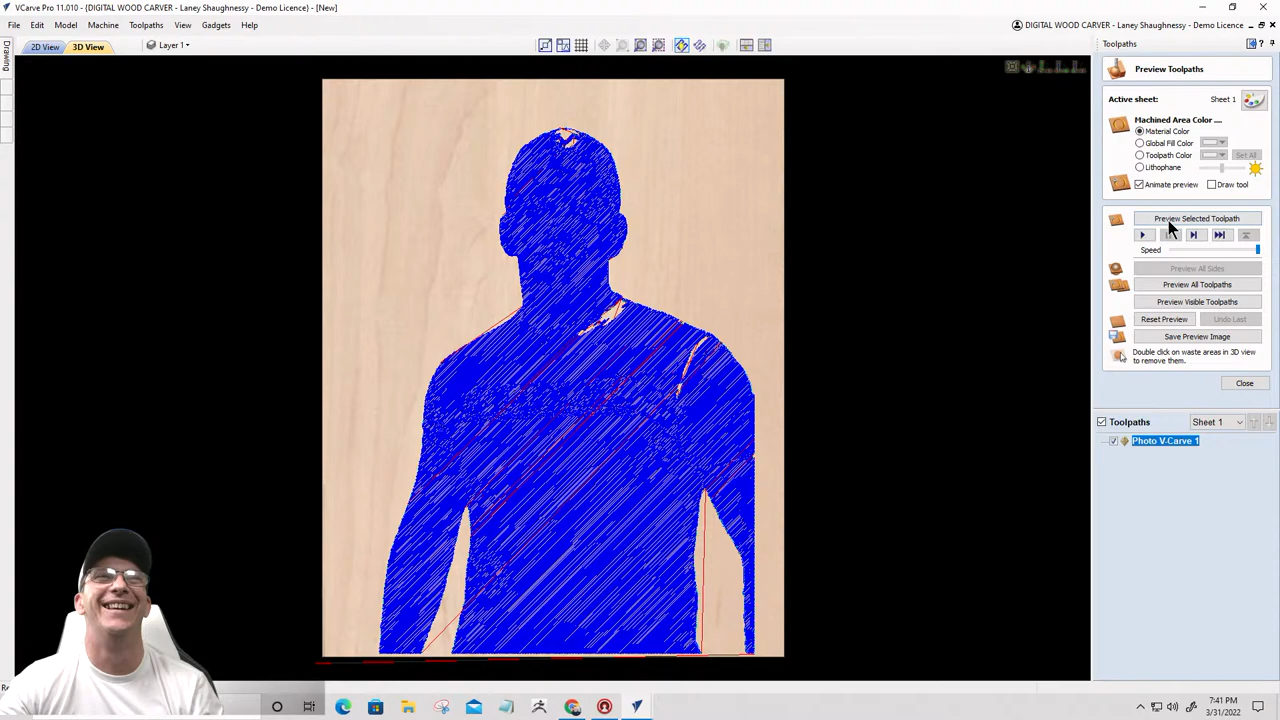 VCarve Pro 11.010 - {DIGITAL WOOD CARVER - Laney Shaughnessy - Demo Licence} - [New]
File Edit Model Machine Toolpaths View Gadgets Help
DIGITAL WOOD CARVER - Laney Shaughnessy - Demo Licence
2D View 3D View Layer 1
Drawing
Toolpaths
Preview Toolpaths
Active sheet: Sheet 1
Machined Area Color ....
Material Color
Global Fill Color
Toolpath Color Set All
Lithophane
Animate preview Draw tool
Preview Selected Toolpath
Speed
Preview All Sides
Preview All Toolpaths
Preview Visible Toolpaths
Reset Preview Undo Last
Save Preview Image
Double click on waste areas in 3D view
to remove them.
Close
Toolpaths Sheet 1
Photo V-Carve 1
7:41 PM
3/31/2022